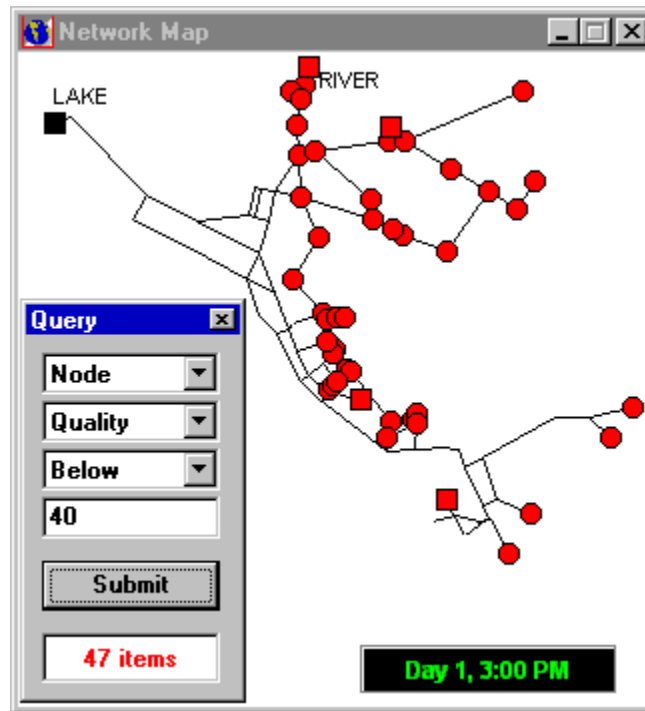 Network Map
LAKE
RIVER
Query
Node
Quality
Below
40
Submit
47 items
Day 1, 3:00 PM